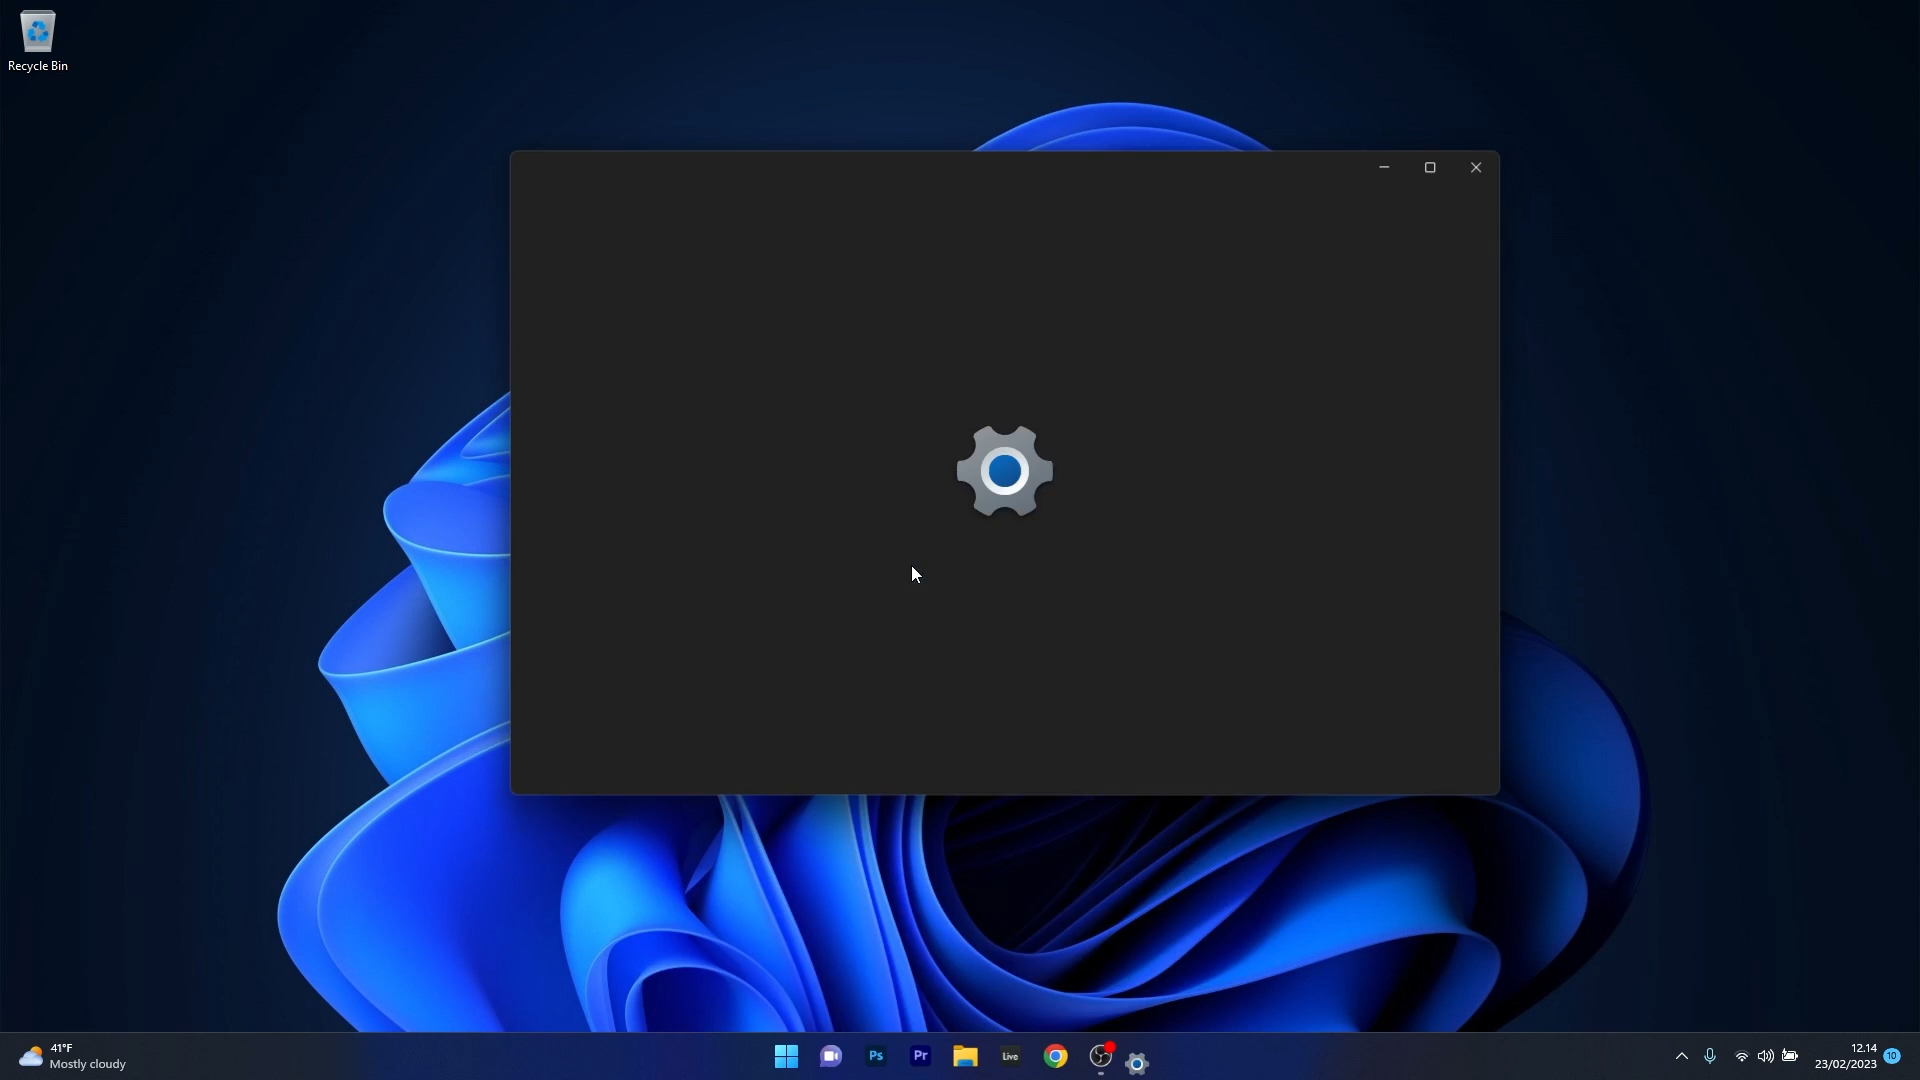 Recycle Bin
41°F
Mostly cloudy
Ps
Pr
Live
12.14
23/02/2023
10